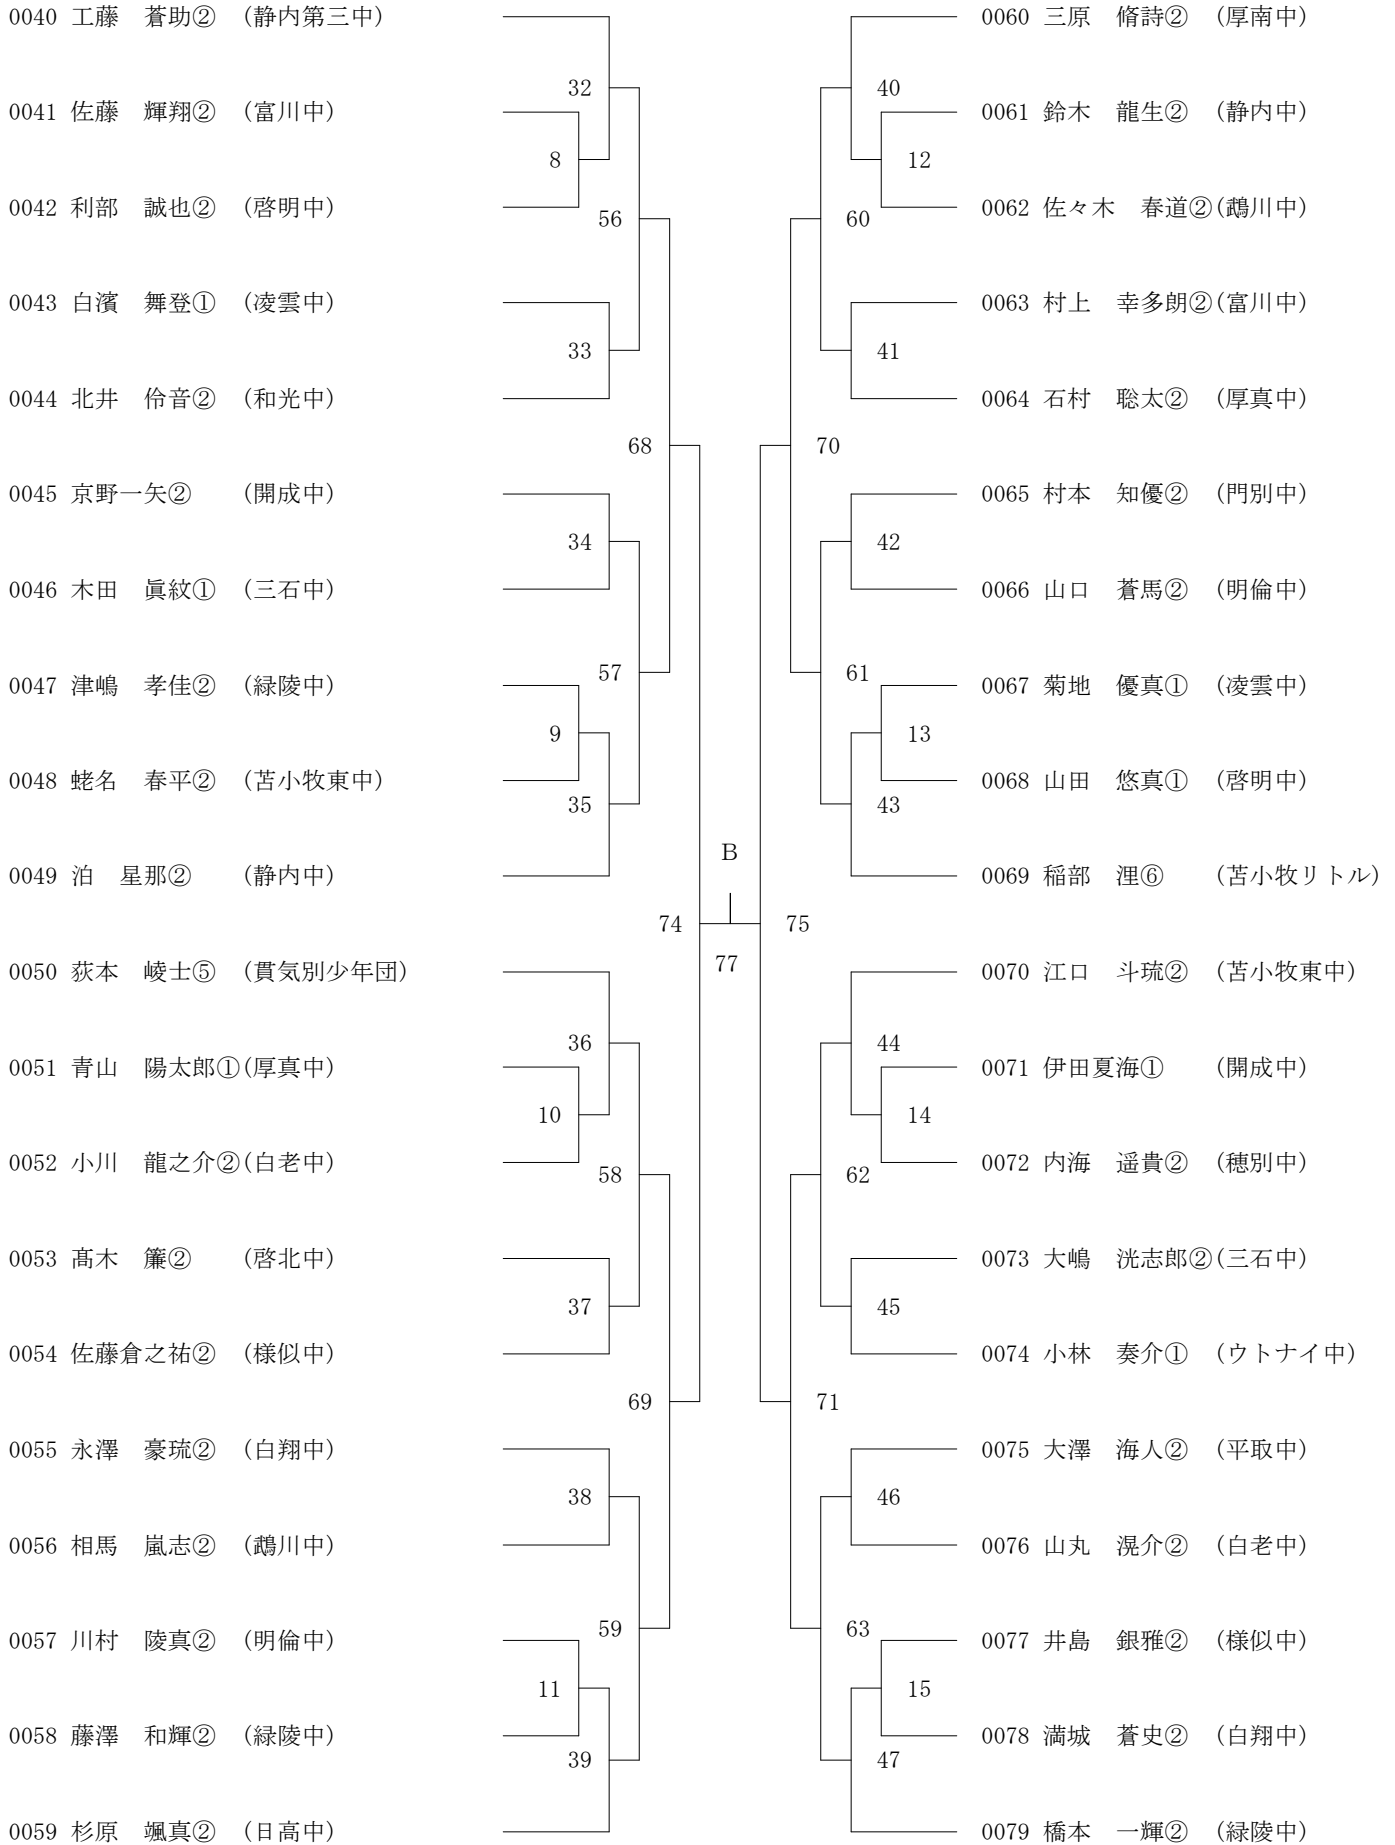 0040 工藤　蒼助② (静内第三中)
32
0041 佐藤　輝翔② (富川中)
8
0042 利部　誠也② (啓明中)
56
0043 白濱　舞登① (凌雲中)
33
0044 北井　伶音② (和光中)
68
0045 京野一矢② (開成中)
34
0046 木田　眞紋① (三石中)
57
0047 津嶋　孝佳② (緑陵中)
9
0048 蛯名　春平② (苫小牧東中)
35
0049 泊　星那② (静内中)
74
0050 荻本　崚士⑤ (貫気別少年団)
36
0051 青山　陽太郎①(厚真中)
10
0052 小川　龍之介②(白老中)
58
0053 髙木　簾② (啓北中)
37
0054 佐藤倉之祐② (様似中)
69
0055 永澤　豪琉② (白翔中)
38
0056 相馬　嵐志② (鵡川中)
59
0057 川村　陵真② (明倫中)
11
0058 藤澤　和輝② (緑陵中)
39
0059 杉原　颯真② (日高中)
B
77
0060 三原　脩詩② (厚南中)
40
0061 鈴木　龍生② (静内中)
12
0062 佐々木　春道②(鵡川中)
60
0063 村上　幸多朗②(富川中)
41
0064 石村　聡太② (厚真中)
70
0065 村本　知優② (門別中)
42
0066 山口　蒼馬② (明倫中)
61
0067 菊地　優真① (凌雲中)
13
0068 山田　悠真① (啓明中)
43
0069 稲部　浬⑥ (苫小牧リトル)
75
0070 江口　斗琉② (苫小牧東中)
44
0071 伊田夏海① (開成中)
14
0072 内海　遥貴② (穂別中)
62
0073 大嶋　洸志郎②(三石中)
45
0074 小林　奏介① (ウトナイ中)
71
0075 大澤　海人② (平取中)
46
0076 山丸　滉介② (白老中)
63
0077 井島　銀雅② (様似中)
15
0078 満城　蒼史② (白翔中)
47
0079 橋本　一輝② (緑陵中)